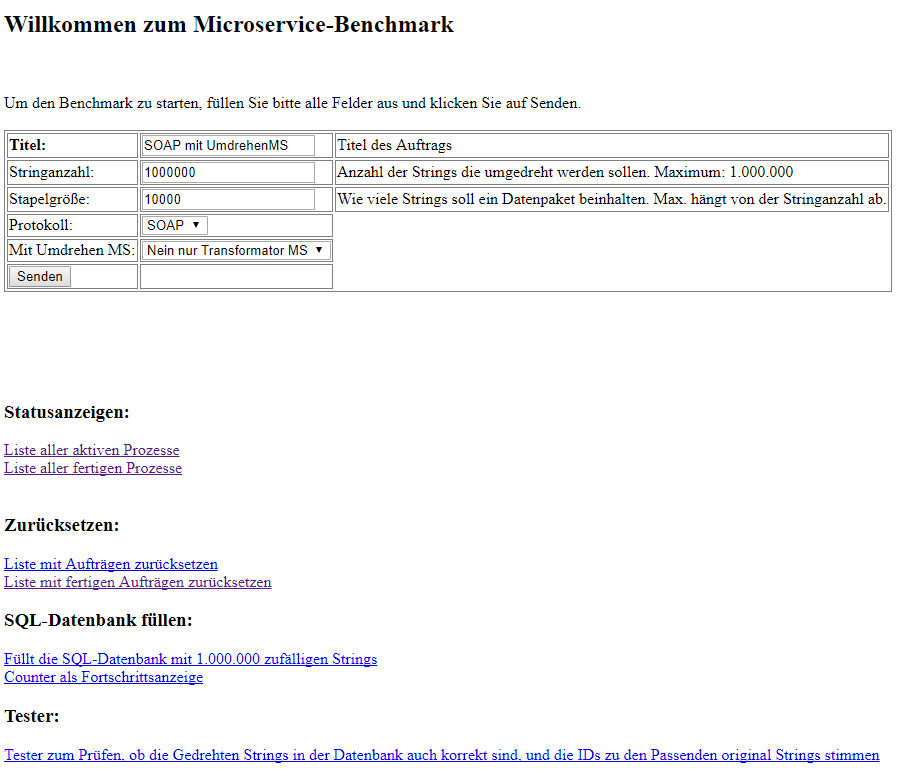 Willkommen zum Microservice-Benchmark
Um den Benchmark zu starten, füllen Sie bitte alle Felder aus und klicken Sie auf Senden.
Titel: SOAP mit UmdrehenMS Titel des Auftrags
Stringanzahl: 1000000 Anzahl der Strings die umgedreht werden sollen. Maximum: 1.000.000
Stapelgröße: 10000 Wie viele Strings soll ein Datenpaket beinhalten. Max. hängt von der Stringanzahl ab.
Protokoll: SOAP
Mit Umdrehen MS: Nein nur Transformator MS
Senden
Statusanzeigen:
Liste aller aktiven Prozesse
Liste aller fertigen Prozesse
Zurücksetzen:
Liste mit Aufträgen zurücksetzen
Liste mit fertigen Aufträgen zurücksetzen
SQL-Datenbank füllen:
Füllt die SQL-Datenbank mit 1.000.000 zufälligen Strings
Counter als Fortschrittsanzeige
Tester:
Tester zum Prüfen, ob die Gedrehten Strings in der Datenbank auch korrekt sind, und die IDs zu den Passenden original Strings stimmen